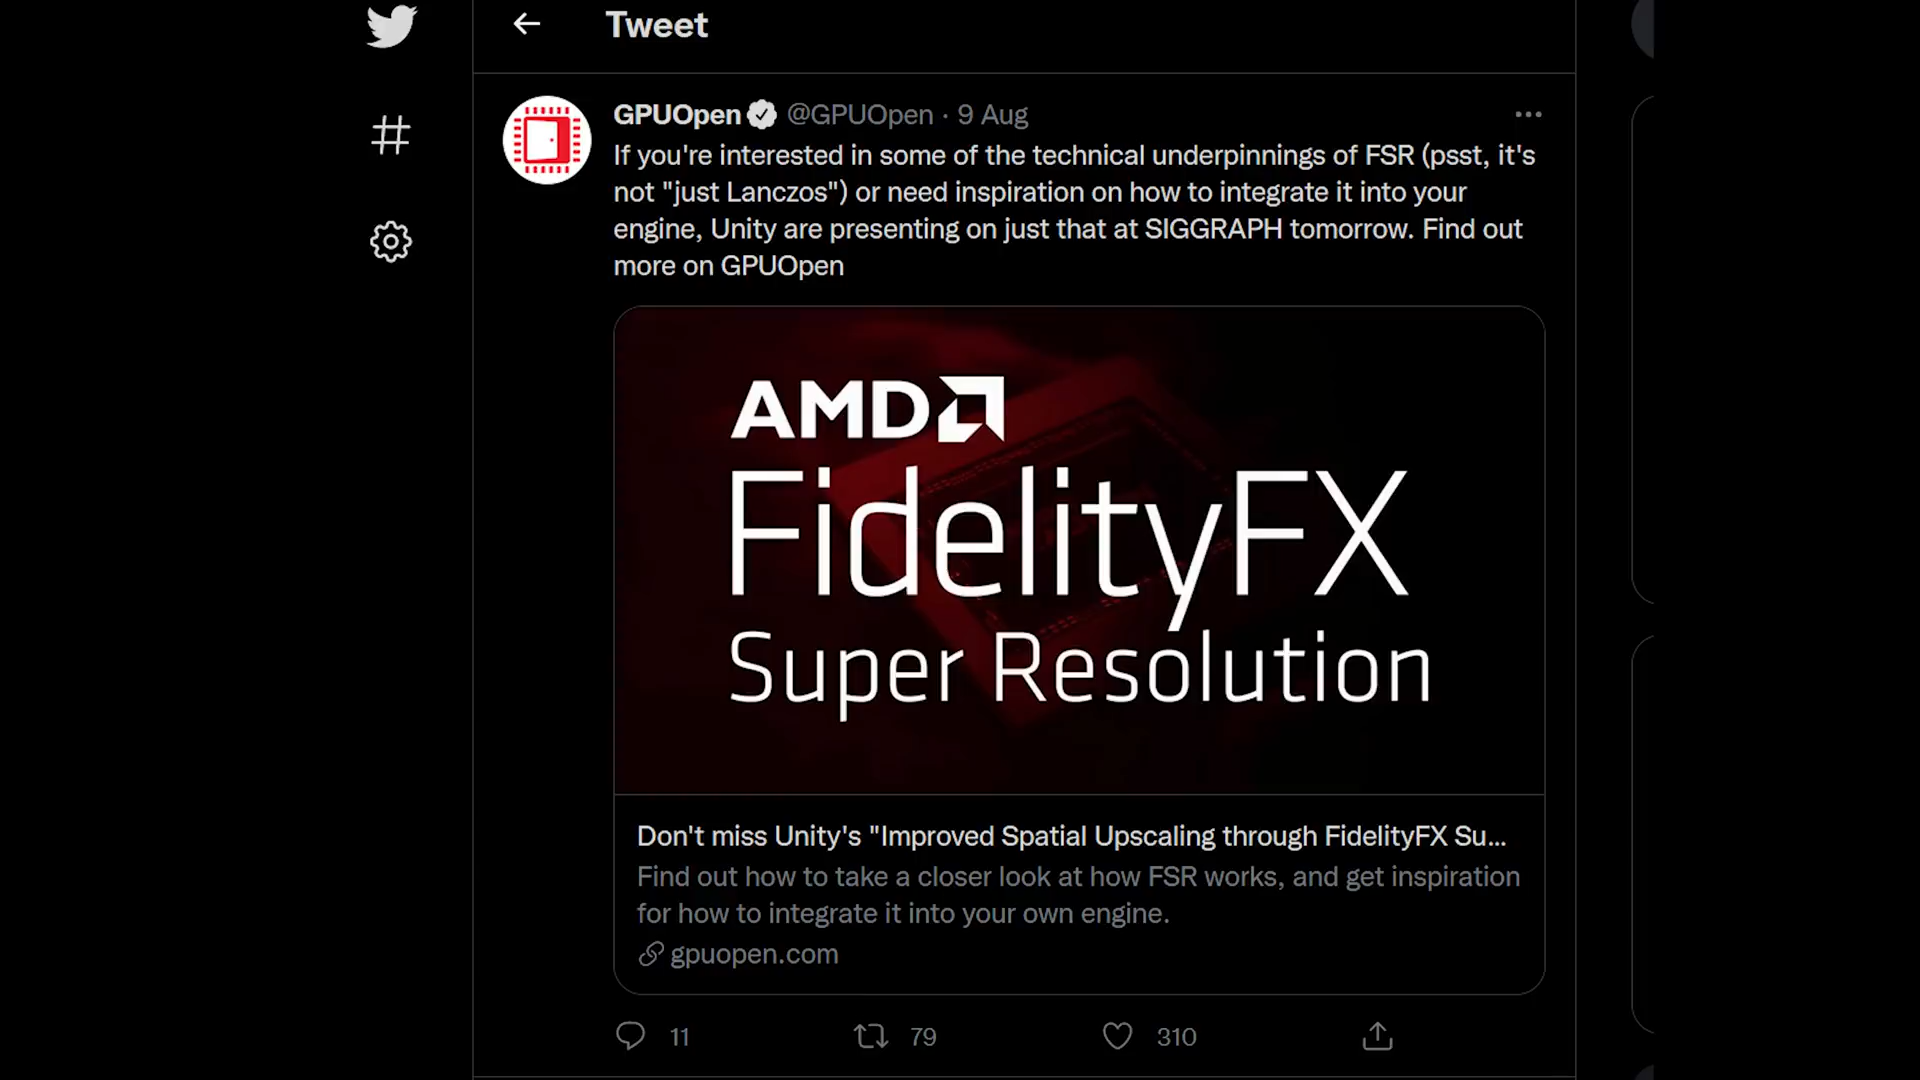 Tweet
GPUOpen @GPUOpen · 9 Aug
If you're interested in some of the technical underpinnings of FSR (psst, it's
not "just Lanczos") or need inspiration on how to integrate it into your
engine, Unity are presenting on just that at SIGGRAPH tomorrow. Find out
more on GPUOpen
AMD
FidelityFX
Super Resolution
Don't miss Unity's "Improved Spatial Upscaling through FidelityFX Su...
Find out how to take a closer look at how FSR works, and get inspiration
for how to integrate it into your own engine.
gpuopen.com
11 79 310